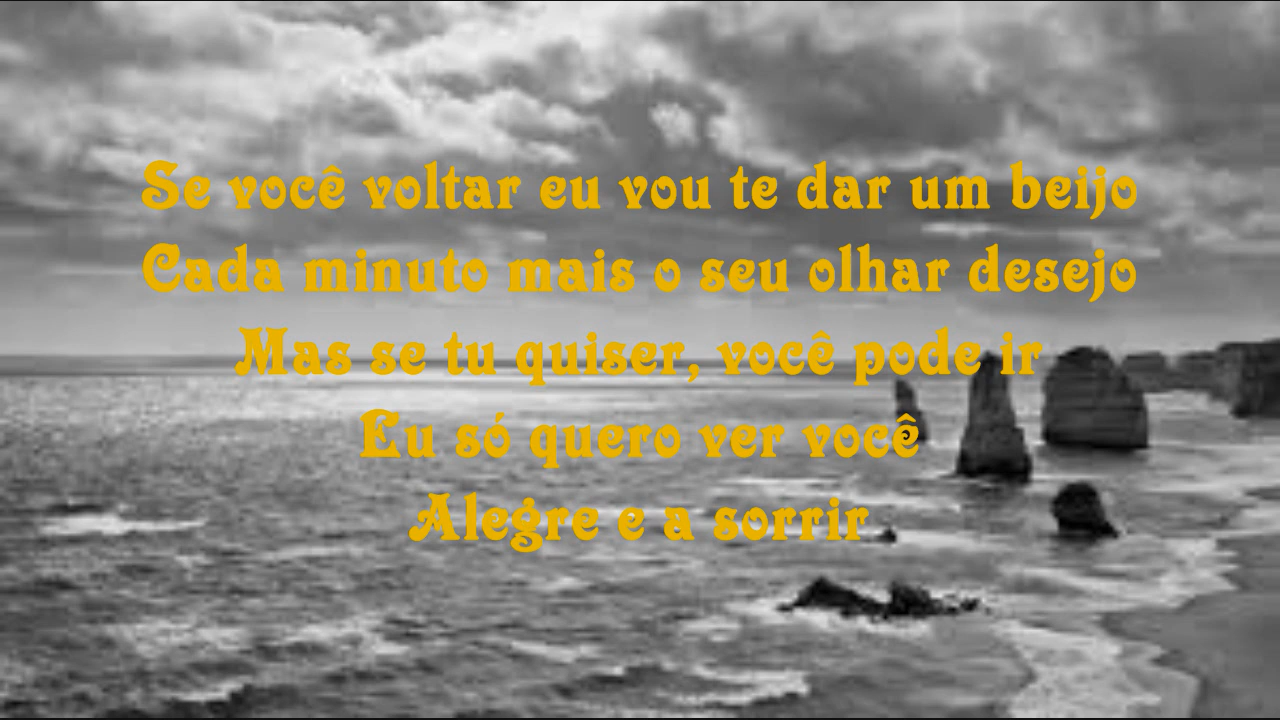 Se você voltar eu vou te dar um beijo
Cada minuto mais o seu olhar desejo
Mas se tu quiser, você pode ir
Eu só quero ver você
Alegre e a sorrir